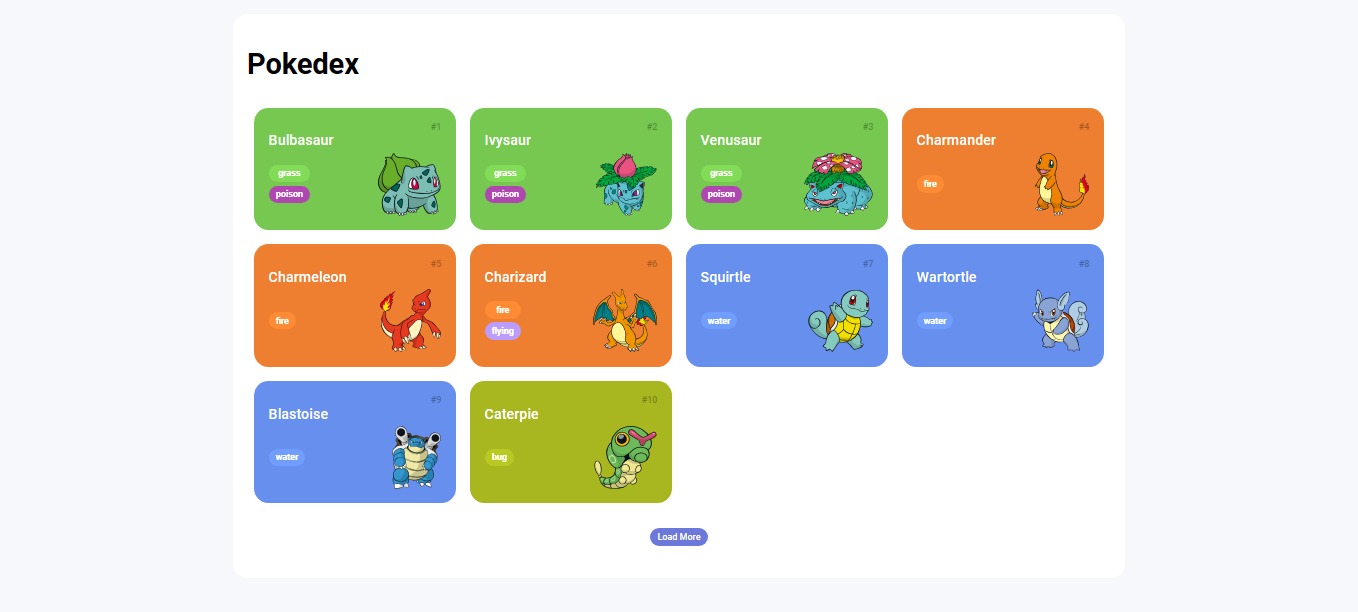 Pokedex
#1
Bulbasaur
grass
poison
#2
Ivysaur
grass
poison
#3
Venusaur
grass
poison
#4
Charmander
fire
#5
Charmeleon
fire
#6
Charizard
fire
flying
#7
Squirtle
water
#8
Wartortle
water
#9
Blastoise
water
#10
Caterpie
bug
Load More